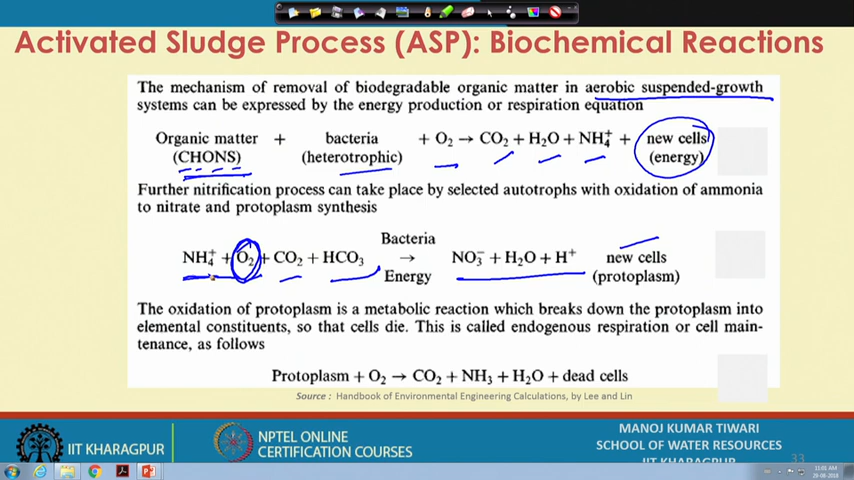 Activated Sludge Process (ASP): Biochemical Reactions
The mechanism of removal of biodegradable organic matter in aerobic suspended-growth
systems can be expressed by the energy production or respiration equation
Organic matter + bacteria + O₂ → CO₂ + H₂O + NH₄⁺ + new cells
(CHONS) (heterotrophic) (energy)
Further nitrification process can take place by selected autotrophs with oxidation of ammonia
to nitrate and protoplasm synthesis
Bacteria
NH₄⁺ + O₂ + CO₂ + HCO₃ → NO₃⁻ + H₂O + H⁺ new cells
Energy (protoplasm)
The oxidation of protoplasm is a metabolic reaction which breaks down the protoplasm into
elemental constituents, so that cells die. This is called endogenous respiration or cell main-
tenance, as follows
Protoplasm + O₂ → CO₂ + NH₃ + H₂O + dead cells
Source : Handbook of Environmental Engineering Calculations, by Lee and Lin
IIT KHARAGPUR
NPTEL ONLINE
CERTIFICATION COURSES
MANOJ KUMAR TIWARI
SCHOOL OF WATER RESOURCES
IIT KHARAGPUR
33
11:01 AM